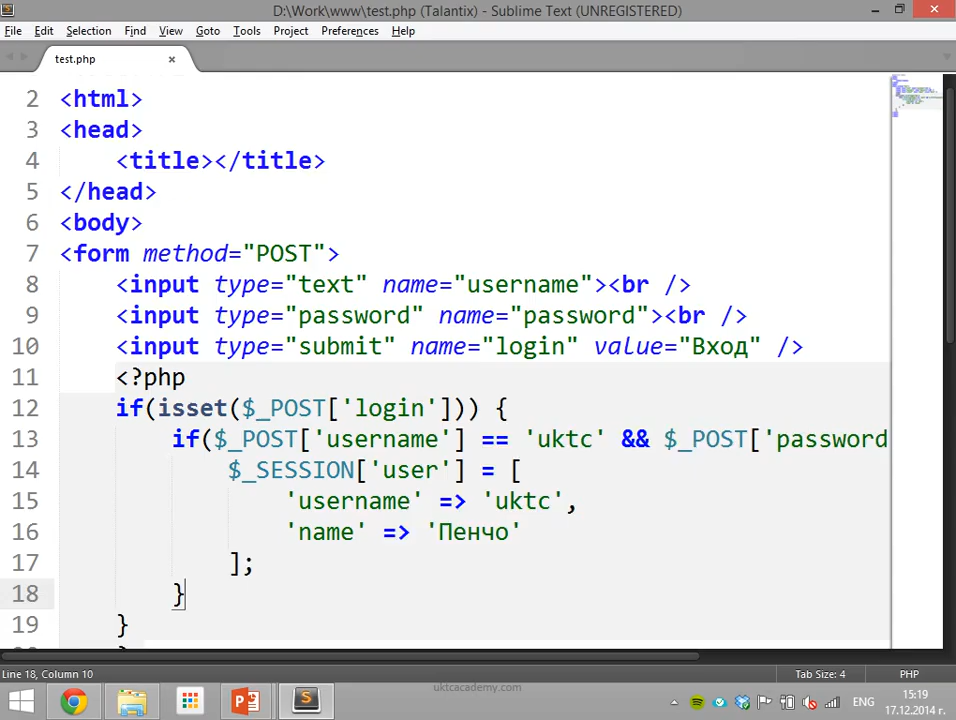 D:\Work\www\test.php (Talantix) - Sublime Text (UNREGISTERED)
File Edit Selection Find View Goto Tools Project Preferences Help
test.php
2 <html>
3 <head>
4 <title></title>
5 </head>
6 <body>
7 <form method="POST">
8 <input type="text" name="username"><br />
9 <input type="password" name="password"><br />
10 <input type="submit" name="login" value="Вход" />
11 <?php
12 if(isset($_POST['login'])) {
13 if($_POST['username'] == 'uktc' && $_POST['password
14 $_SESSION['user'] = [
15 'username' => 'uktc',
16 'name' => 'Пенчо'
17 ];
18 }
19 }
Line 18, Column 10 Tab Size: 4 PHP
uktcacademy.com
ENG 15:19
17.12.2014 г.